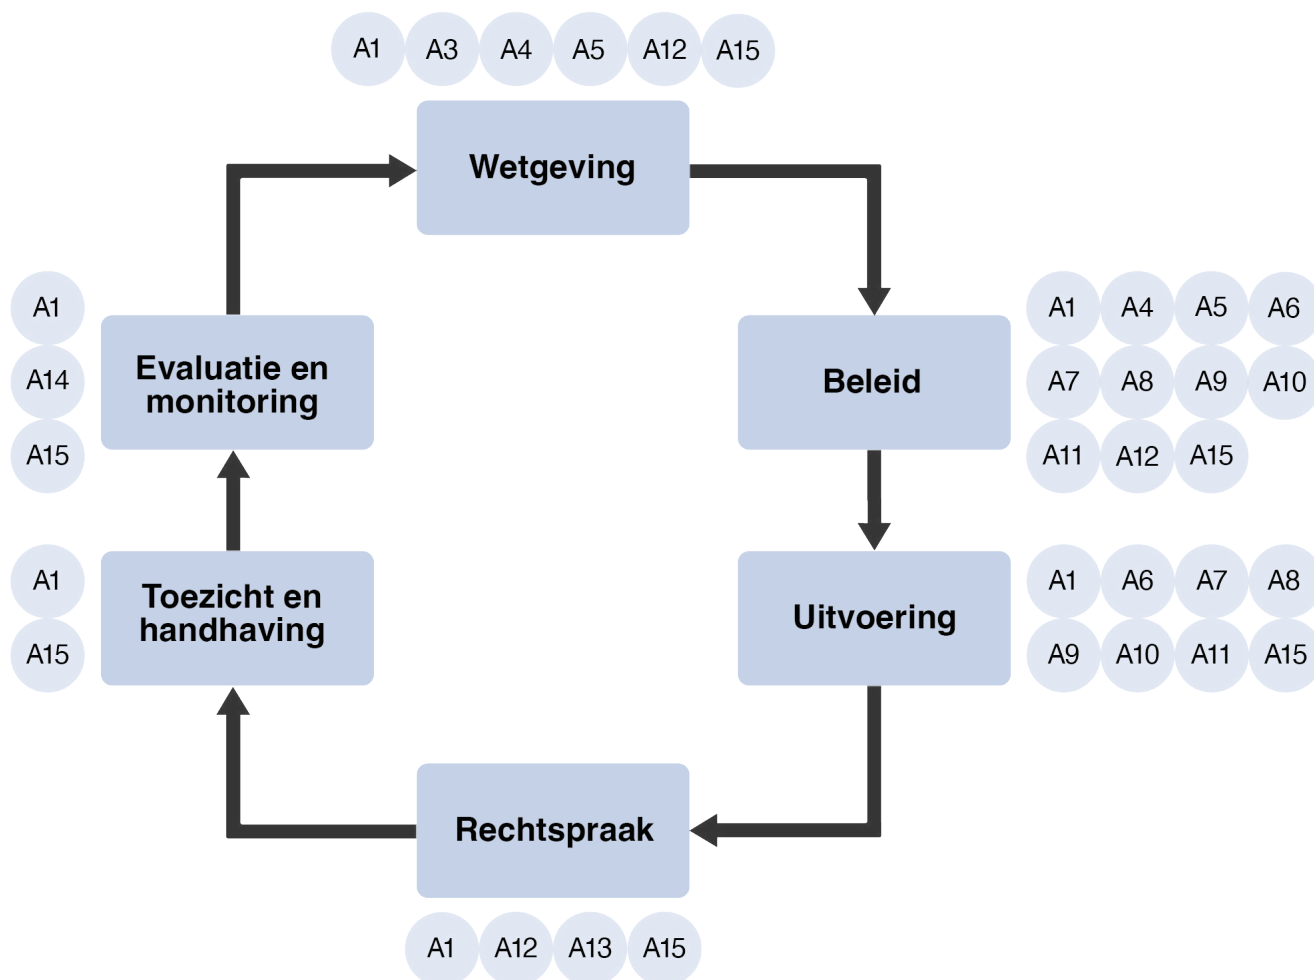 A1 A3 A4 A5 A12 A15
Wetgeving
A1 A4 A5 A6
A7 A8 A9 A10
A11 A12 A15
Beleid
A1 A6 A7 A8
A9 A10 A11 A15
Uitvoering
Rechtspraak
A1 A12 A13 A15
A1
A15
Toezicht en
handhaving
A1
A14
A15
Evaluatie en
monitoring